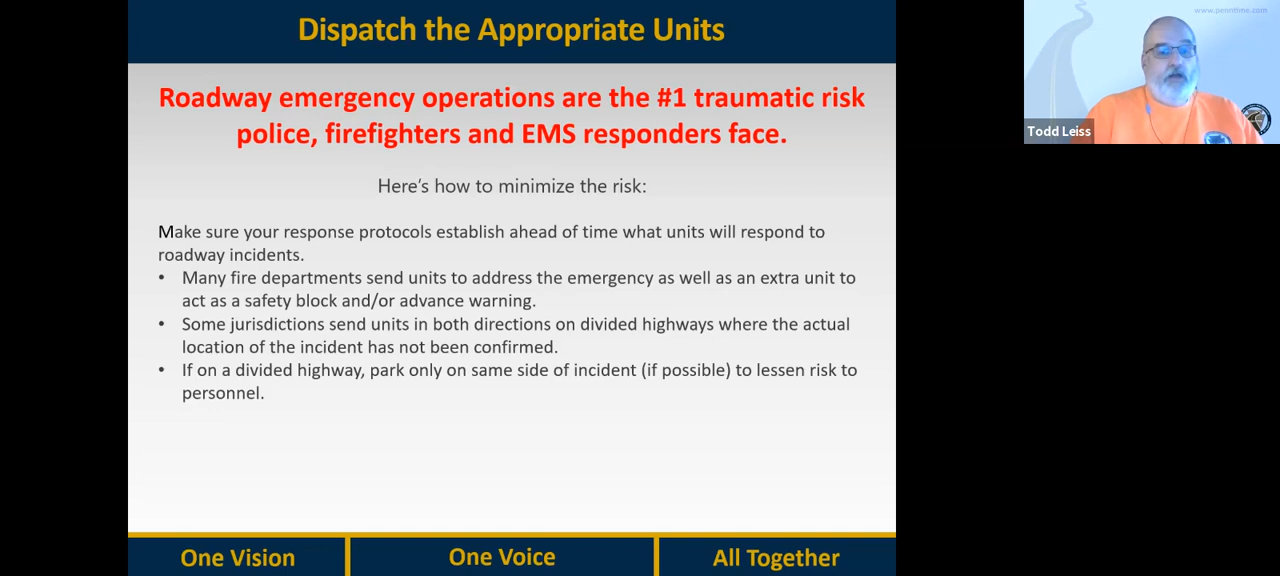 Dispatch the Appropriate Units
Roadway emergency operations are the #1 traumatic risk
police, firefighters and EMS responders face.
Here's how to minimize the risk:
Make sure your response protocols establish ahead of time what units will respond to
roadway incidents.
• Many fire departments send units to address the emergency as well as an extra unit to
act as a safety block and/or advance warning.
• Some jurisdictions send units in both directions on divided highways where the actual
location of the incident has not been confirmed.
• If on a divided highway, park only on same side of incident (if possible) to lessen risk to
personnel.
One Vision
One Voice
All Together
www.penntime.com
Todd Leiss